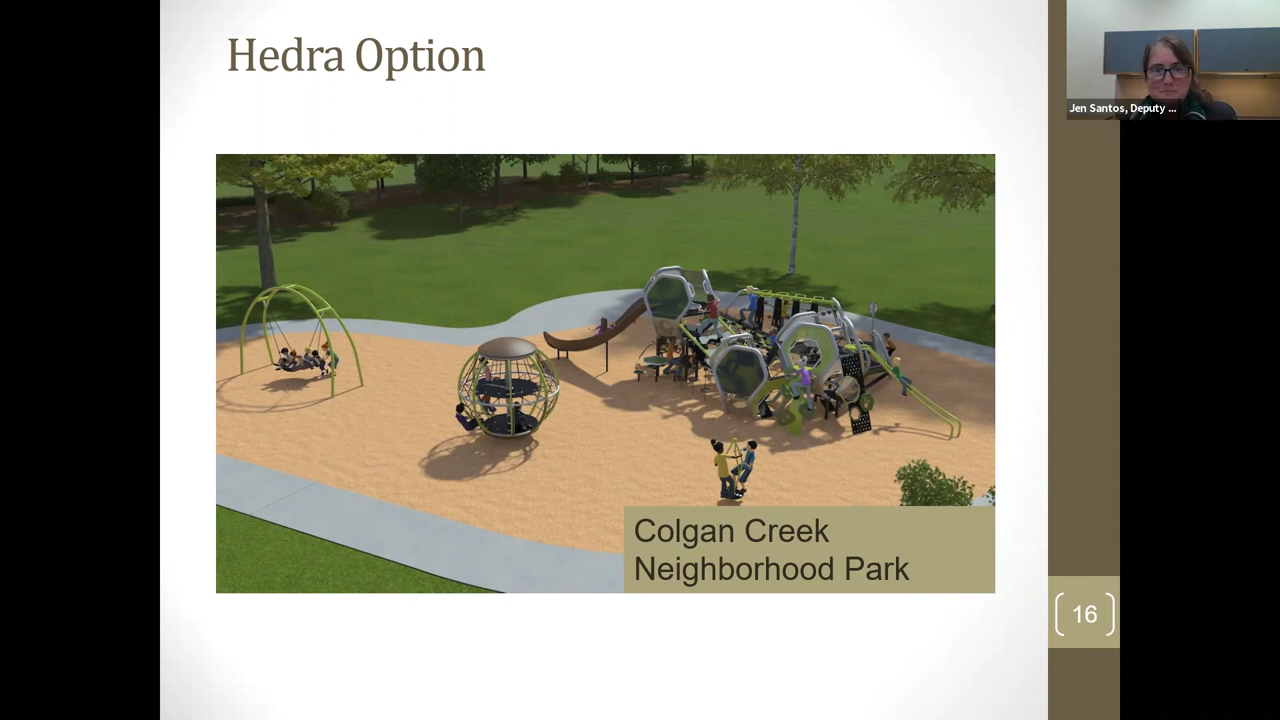 Hedra Option
Jen Santos, Deputy ...
Colgan Creek
Neighborhood Park
16